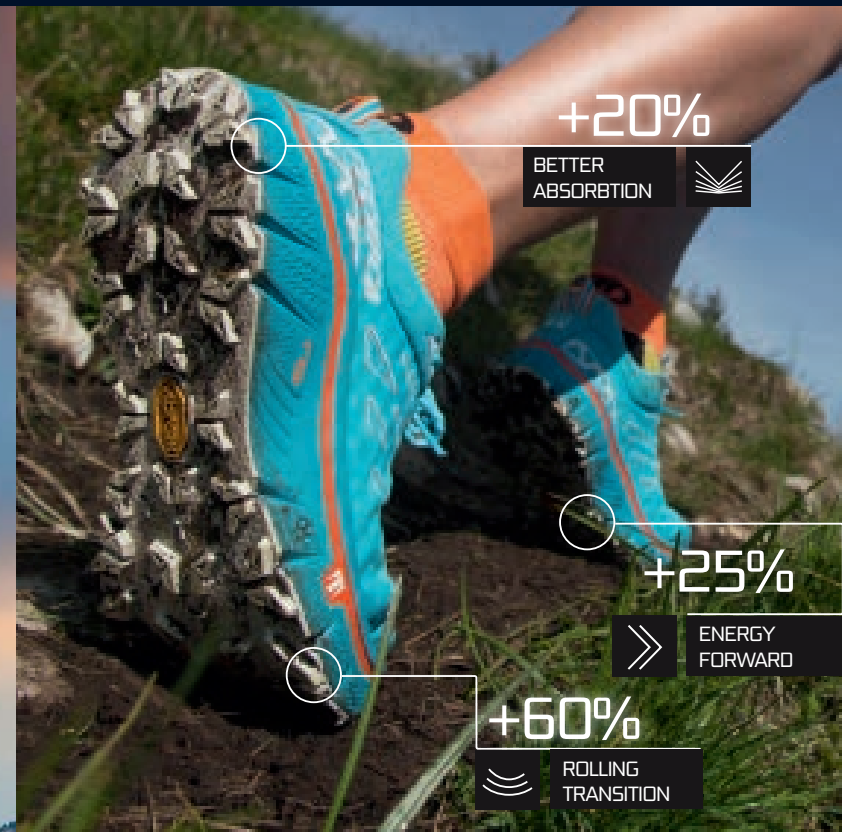 +20%
BETTER
ABSORBTION
+25%
ENERGY
FORWARD
+60%
ROLLING
TRANSITION